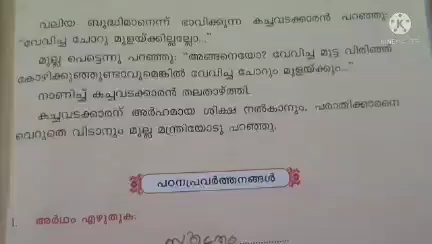 വലിയ ബുദ്ധിമാനെന്ന് ഭാവിക്കുന്ന കച്ചവടക്കാരൻ പറഞ്ഞു:
“വേവിച്ച ചോറു മുളയ്ക്കില്ലല്ലോ...”
മുല്ല പെട്ടെന്നു പറഞ്ഞു: “അങ്ങനെയോ? വേവിച്ച മുട്ട വിരിഞ്ഞ്
കോഴിക്കുഞ്ഞുണ്ടാവുമെങ്കിൽ വേവിച്ച ചോറും മുളയ്ക്കും...”
നാണിച്ച് കച്ചവടക്കാരൻ തലതാഴ്ത്തി.
കച്ചവടക്കാരന് അർഹമായ ശിക്ഷ നൽകാനും, പരാതിക്കാരനെ
വെറുതെ വിടാനും മുല്ല മന്ത്രിയോടു പറഞ്ഞു.
പഠനപ്രവർത്തനങ്ങൾ
1. അർഥം എഴുതുക: